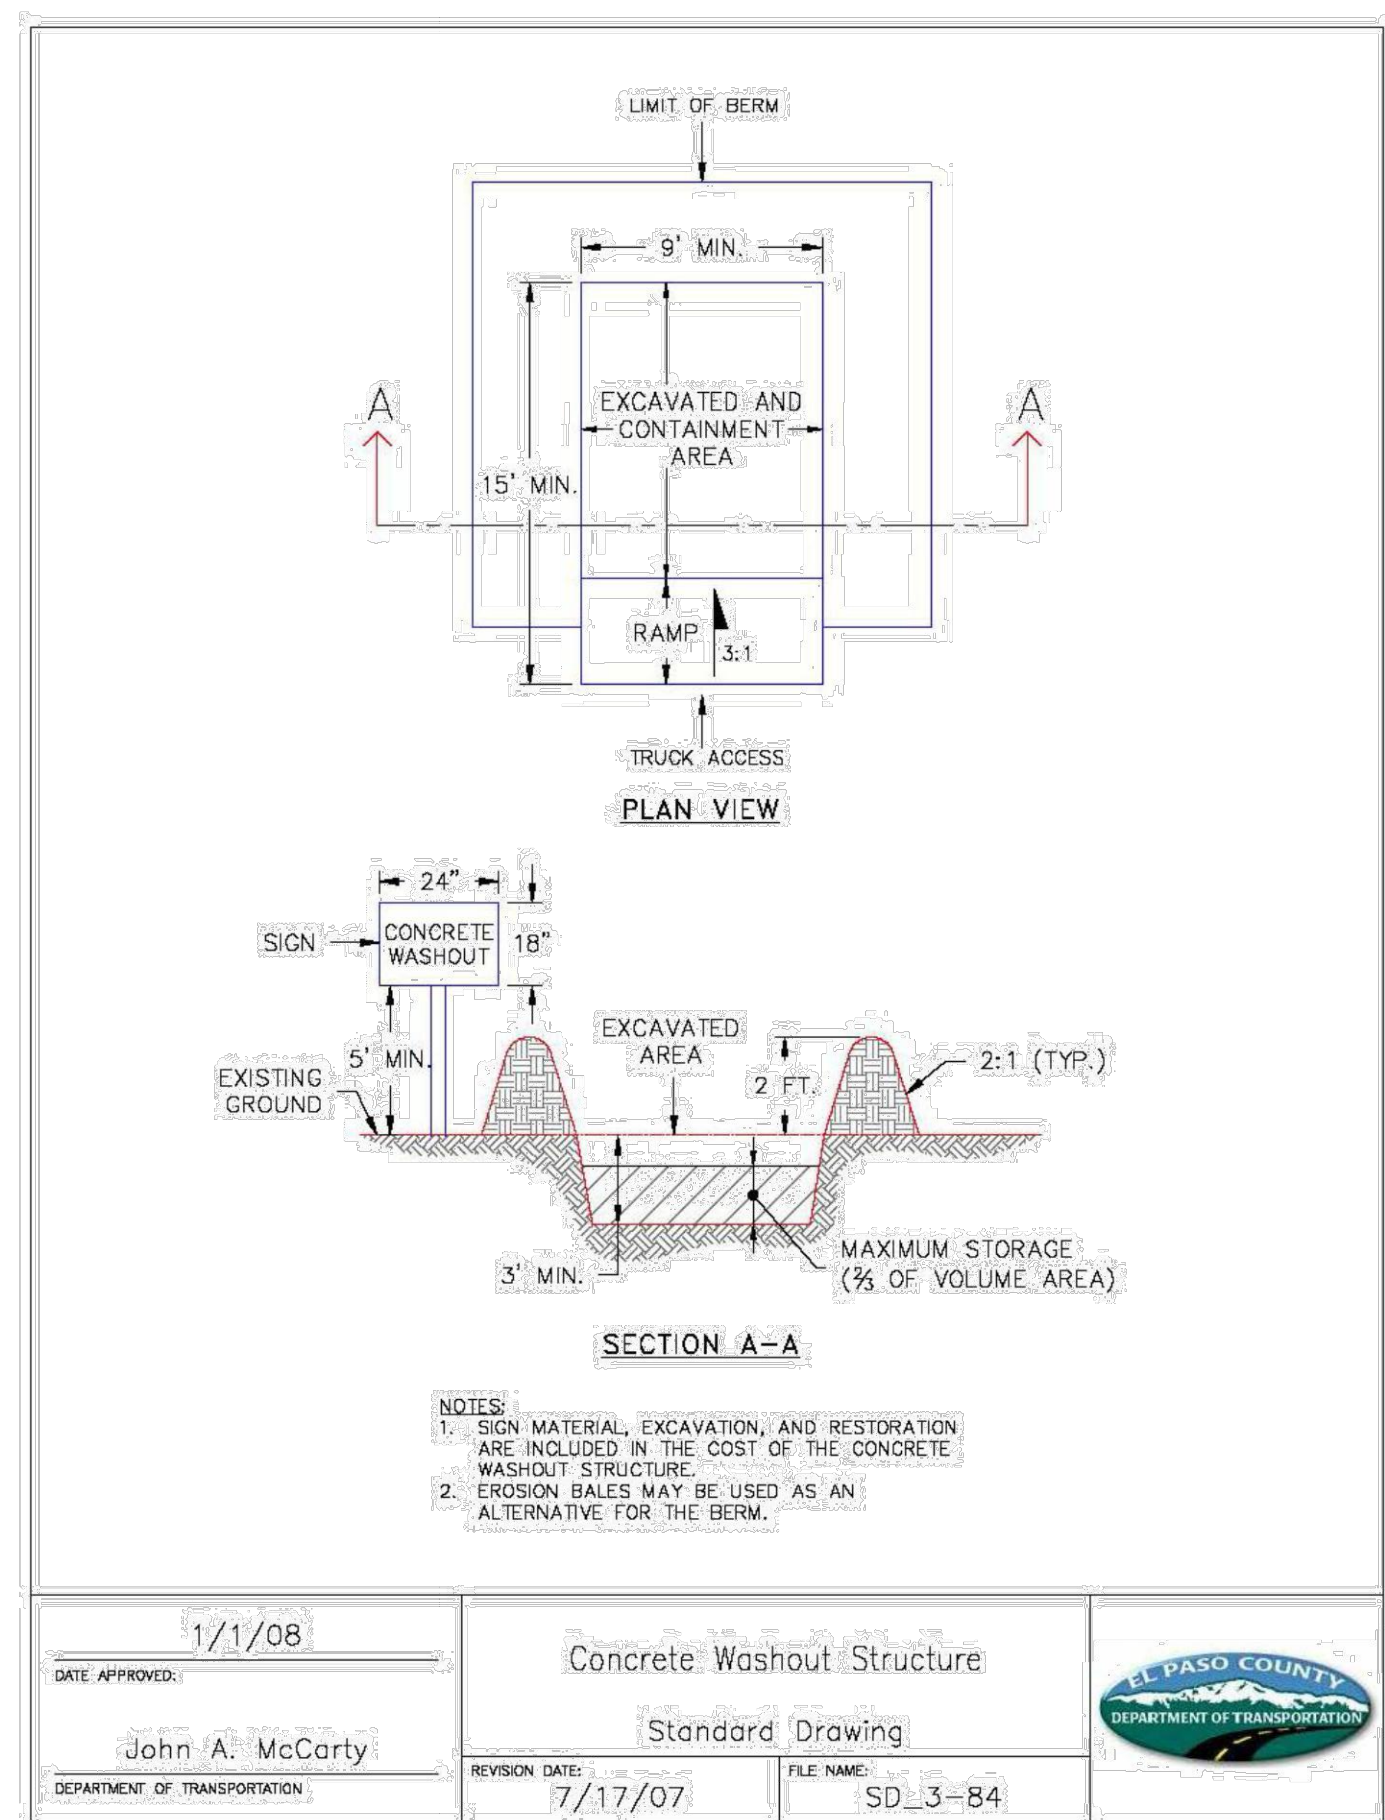 LIMIT OF BERM
9' MIN.
A
A
EXCAVATED AND
CONTAINMENT
AREA
15' MIN.
RAMP
3:1
TRUCK ACCESS
PLAN VIEW
24"
SIGN
CONCRETE
WASHOUT
18"
5' MIN.
EXISTING
GROUND
EXCAVATED
AREA
2 FT.
2:1 (TYP.)
3' MIN.
MAXIMUM STORAGE
(⅔ OF VOLUME AREA)
SECTION A-A
NOTES:
1. SIGN MATERIAL, EXCAVATION, AND RESTORATION
ARE INCLUDED IN THE COST OF THE CONCRETE
WASHOUT STRUCTURE.
2. EROSION BALES MAY BE USED AS AN
ALTERNATIVE FOR THE BERM.
1/1/08
DATE APPROVED:
John A. McCarty
DEPARTMENT OF TRANSPORTATION
Concrete Washout Structure
Standard Drawing
REVISION DATE:
7/17/07
FILE NAME:
SD_3-84
EL PASO COUNTY
DEPARTMENT OF TRANSPORTATION